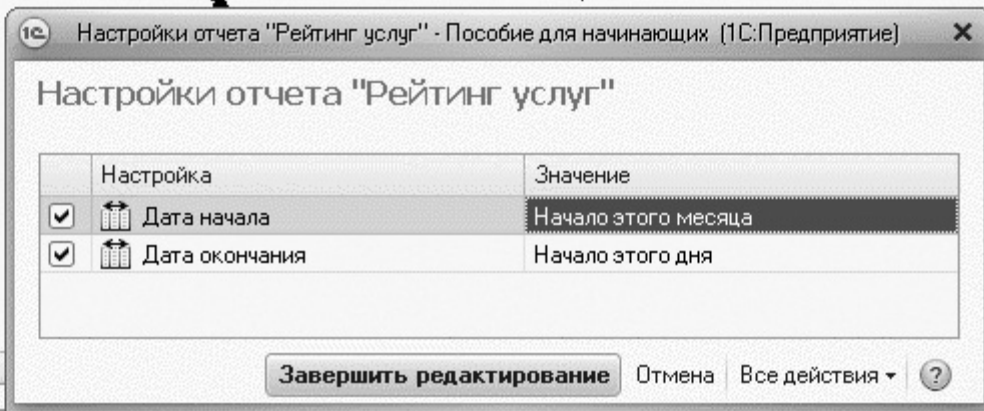 Настройки отчета "Рейтинг услуг" - Пособие для начинающих (1С:Предприятие)
Настройки отчета "Рейтинг услуг"
Настройка Значение
Дата начала Начало этого месяца
Дата окончания Начало этого дня
Завершить редактирование Отмена Все действия ?